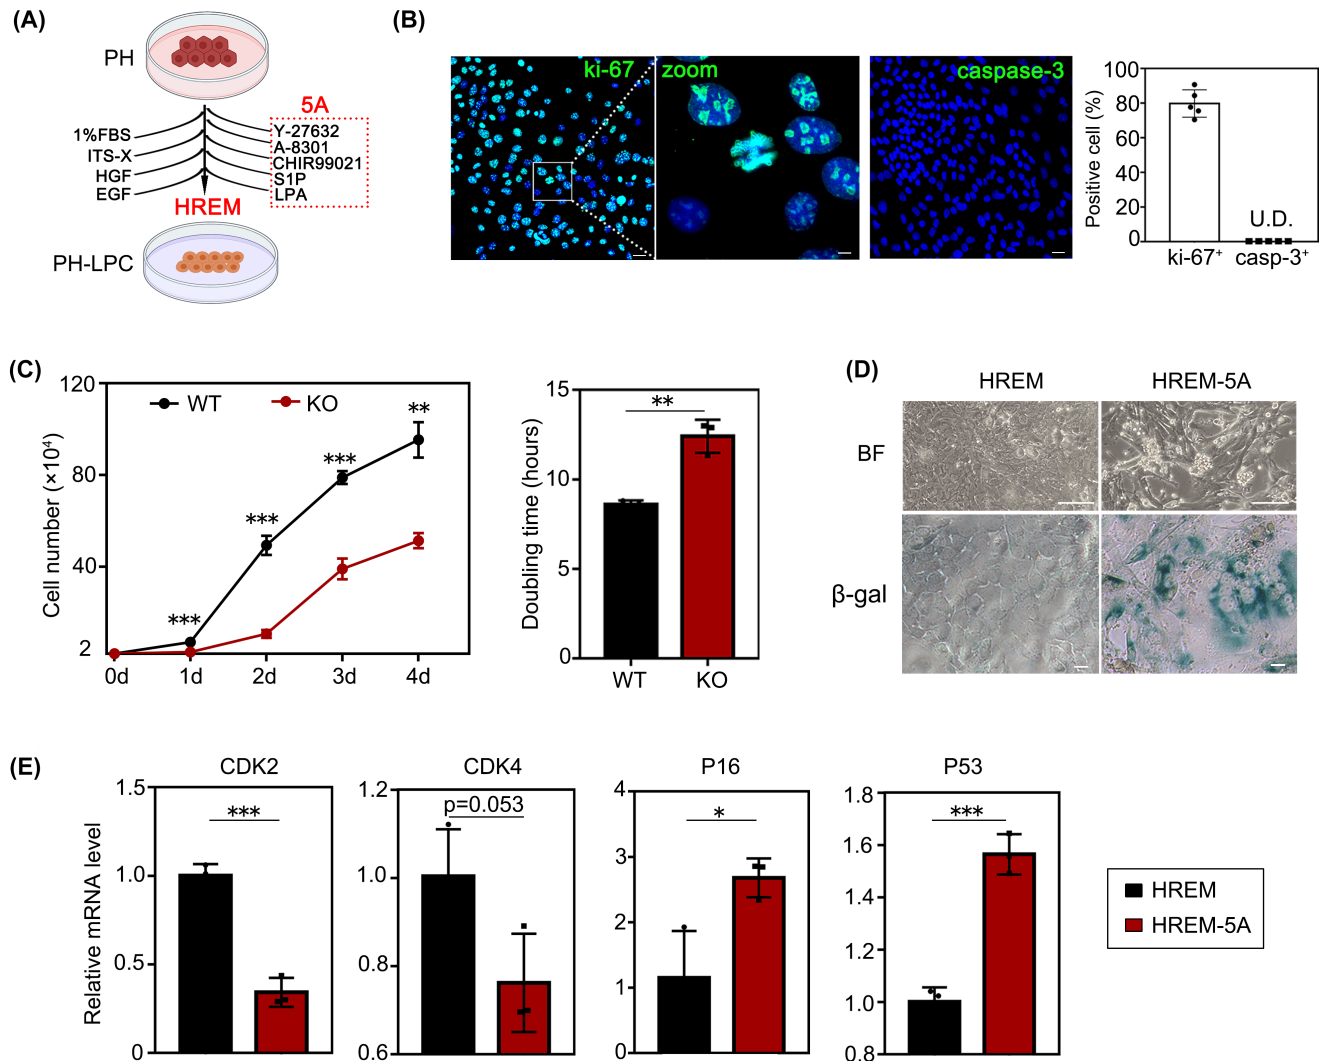 (A)
PH
5A
1%FBS
ITS-X
HGF
EGF
Y-27632
A-8301
CHIR99021
S1P
LPA
HREM
PH-LPC
(B)
ki-67
zoom
caspase-3
Positive cell (%)
100
80
60
40
20
0
U.D.
ki-67+
casp-3+
(C)
Cell number (×10⁴)
120
80
40
2
WT
KO
***
***
***
**
0d
1d
2d
3d
4d
Doubling time (hours)
15
10
5
0
**
WT
KO
(D)
HREM
HREM-5A
BF
β-gal
(E)
Relative mRNA level
CDK2
1.5
1.0
0.5
0
***
CDK4
1.2
1.0
0.8
0.6
p=0.053
P16
4
3
2
1
0
*
P53
1.8
1.6
1.4
1.2
1.0
0.8
***
HREM
HREM-5A